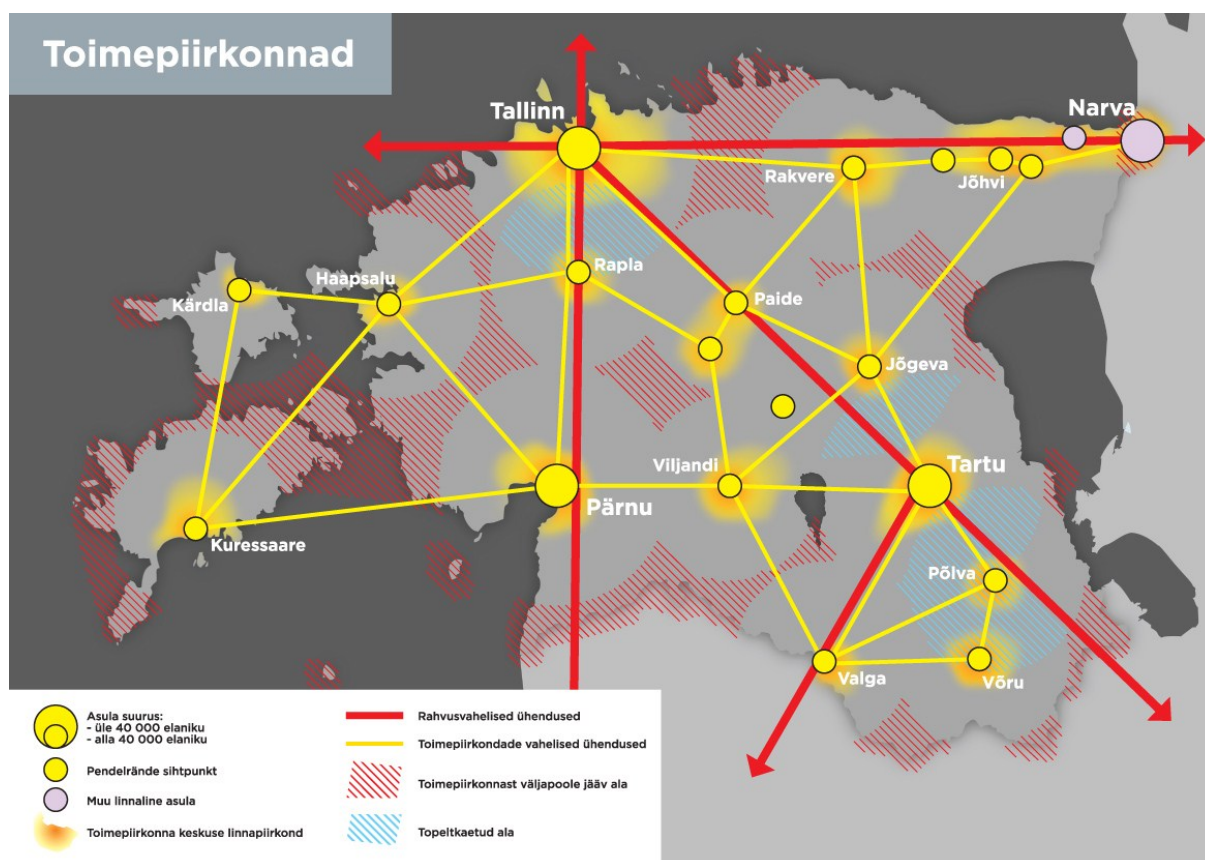 Toimepiirkonnad
Tallinn
Narva
Rakvere
Jõhvi
Haapsalu
Rapla
Kärdla
Paide
Jõgeva
Viljandi
Tartu
Pärnu
Kuressaare
Põlva
Valga
Võru
Asula suurus:
- üle 40 000 elaniku
- alla 40 000 elaniku
Pendelrände sihtpunkt
Muu linnaline asula
Toimepiirkonna keskuse linnapiirkond
Rahvusvahelised ühendused
Toimepiirkondade vahelised ühendused
Toimepiirkonnast väljapoole jääv ala
Topeltkaetud ala